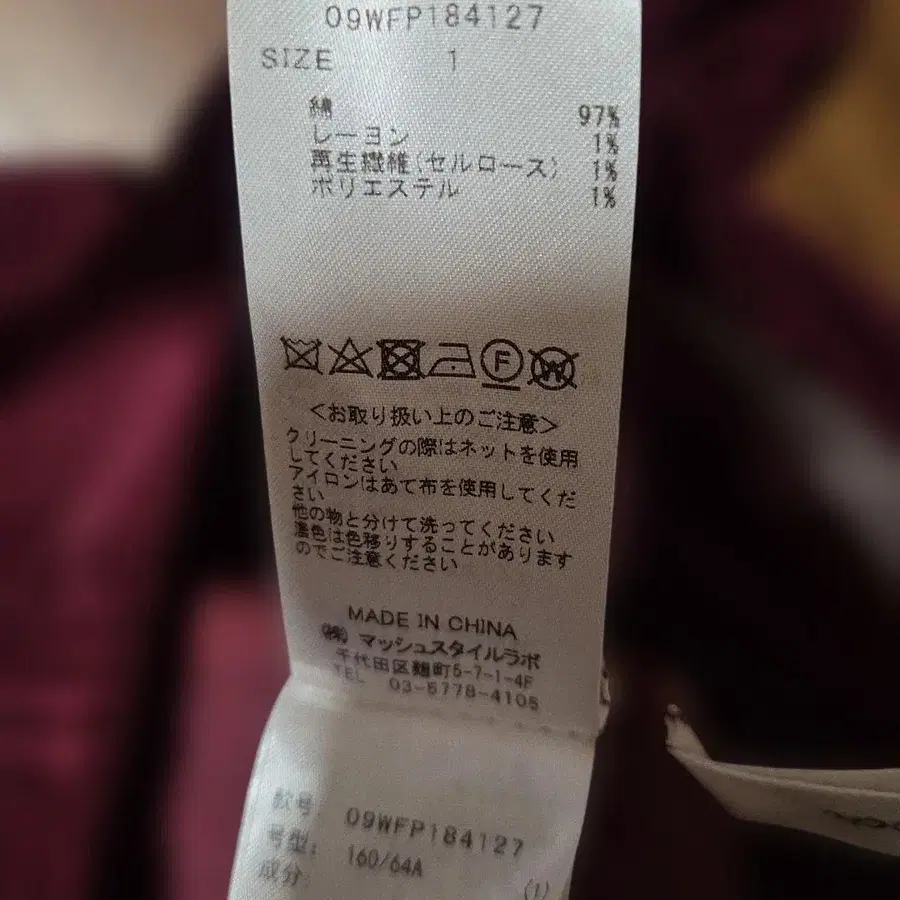 09WFP184127
SIZE 1
綿 97%
レーヨン 1%
再生繊維(セルロース) 1%
ポリエステル 1%
F
W
<お取り扱い上のご注意>
クリーニングの際はネットを使用
してください
アイロンはあて布を使用してくだ
さい
他の物と分けて洗ってください
濃色は色移りすることがあります
のでご注意ください
MADE IN CHINA
㈱ マッシュスタイルラボ
千代田区麹町5-7-1-4F
TEL 03-5778-4105
款号: 09WFP184127
号型: 160/64A
成分: (1)